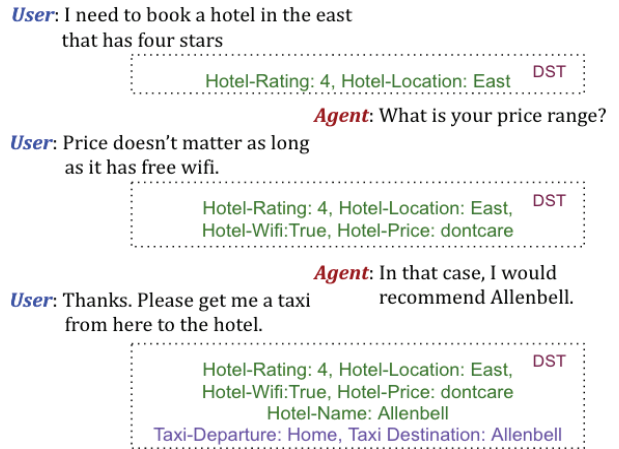 User: I need to book a hotel in the east
that has four stars
DST
Hotel-Rating: 4, Hotel-Location: East
Agent: What is your price range?
User: Price doesn't matter as long
as it has free wifi.
DST
Hotel-Rating: 4, Hotel-Location: East,
Hotel-Wifi:True, Hotel-Price: dontcare
Agent: In that case, I would
recommend Allenbell.
User: Thanks. Please get me a taxi
from here to the hotel.
DST
Hotel-Rating: 4, Hotel-Location: East,
Hotel-Wifi:True, Hotel-Price: dontcare
Hotel-Name: Allenbell
Taxi-Departure: Home, Taxi Destination: Allenbell